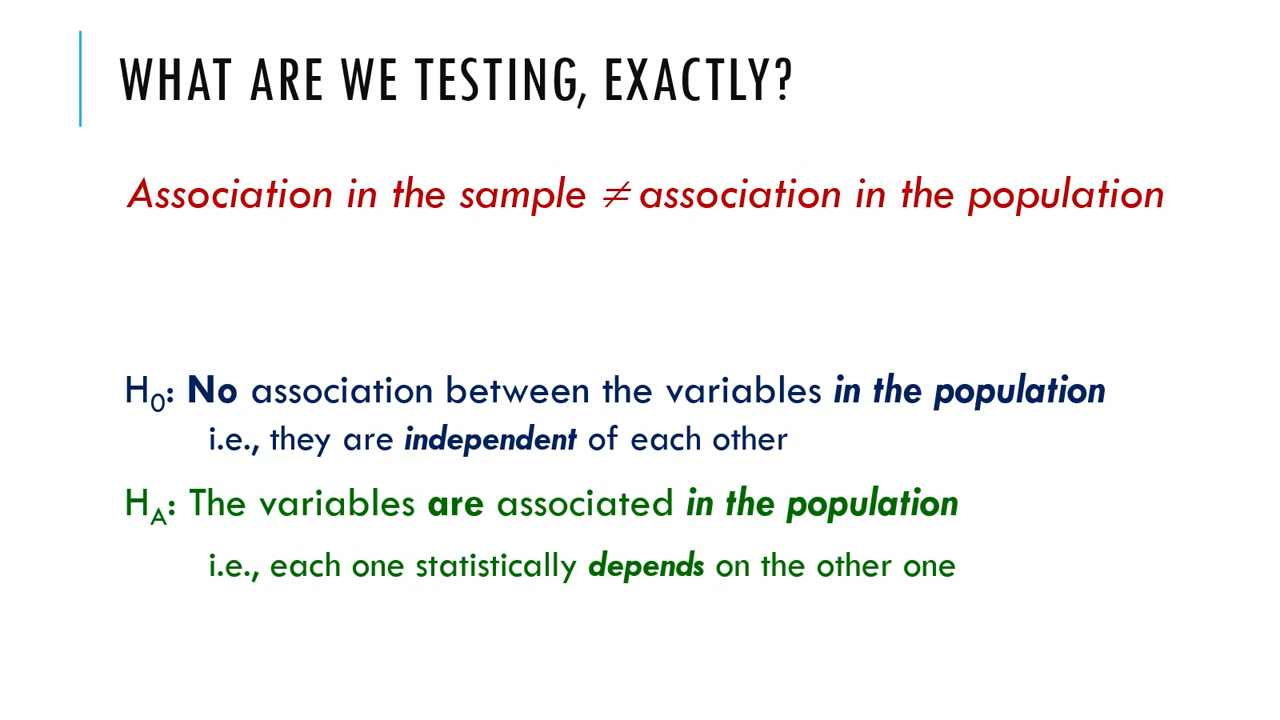 WHAT ARE WE TESTING, EXACTLY?
Association in the sample ≠ association in the population
H₀: No association between the variables in the population
i.e., they are independent of each other
H_A: The variables are associated in the population
i.e., each one statistically depends on the other one